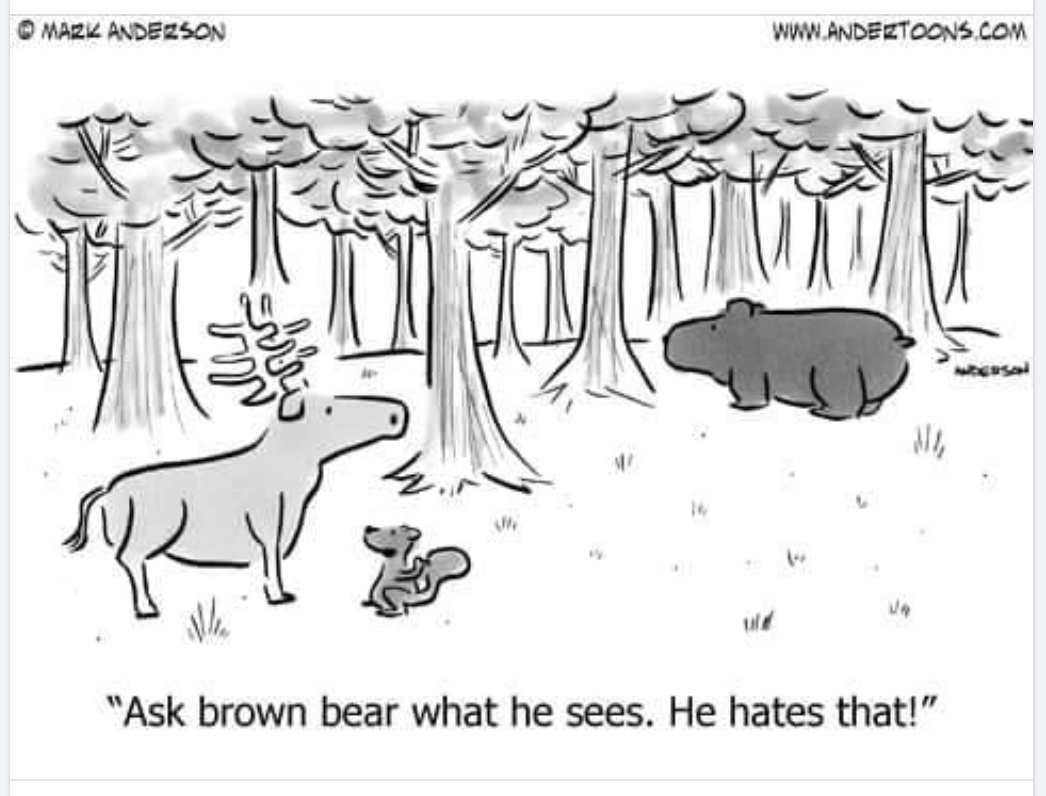 © MARK ANDERSON
WWW.ANDERTOONS.COM
ANDERSON
“Ask brown bear what he sees. He hates that!”